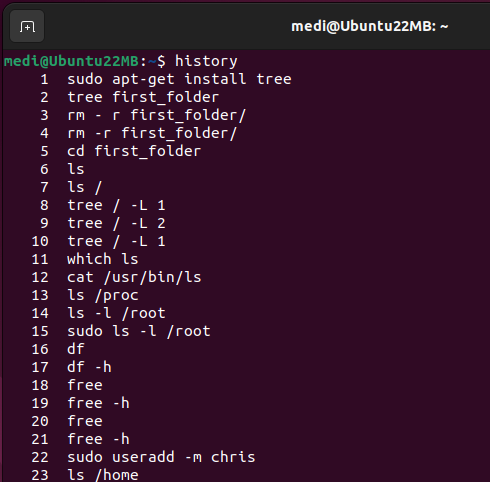 medi@Ubuntu22MB: ~
medi@Ubuntu22MB:~$ history
1 sudo apt-get install tree
2 tree first_folder
3 rm - r first_folder/
4 rm -r first_folder/
5 cd first_folder
6 ls
7 ls /
8 tree / -L 1
9 tree / -L 2
10 tree / -L 1
11 which ls
12 cat /usr/bin/ls
13 ls /proc
14 ls -l /root
15 sudo ls -l /root
16 df
17 df -h
18 free
19 free -h
20 free
21 free -h
22 sudo useradd -m chris
23 ls /home